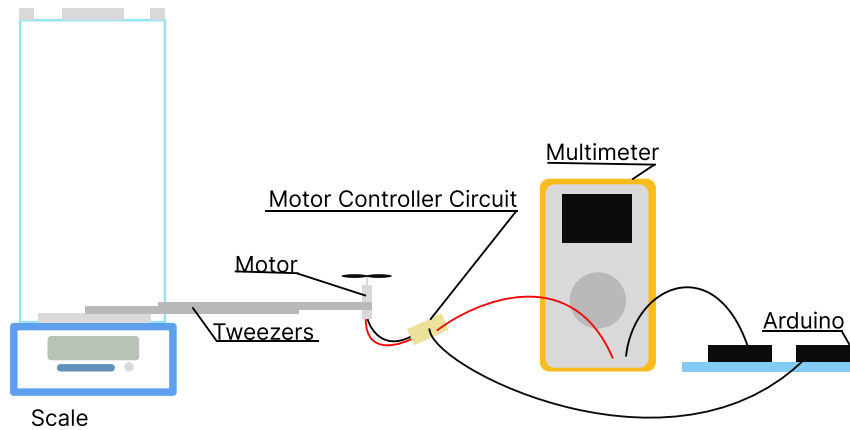 Multimeter
Motor Controller Circuit
Motor
Arduino
Tweezers
Scale